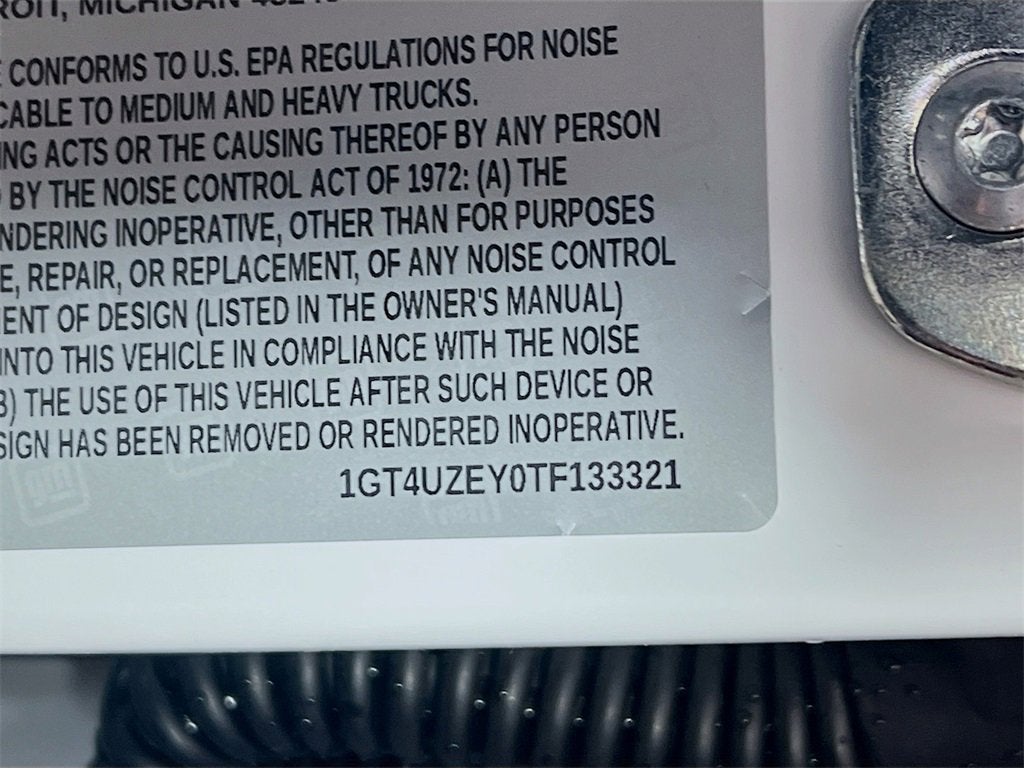 MICHIGAN
CONFORMS TO U.S. EPA REGULATIONS FOR NOISE
CABLE TO MEDIUM AND HEAVY TRUCKS.
ING ACTS OR THE CAUSING THEREOF BY ANY PERSON
BY THE NOISE CONTROL ACT OF 1972: (A) THE
NDERING INOPERATIVE, OTHER THAN FOR PURPOSES
E, REPAIR, OR REPLACEMENT, OF ANY NOISE CONTROL
MENT OF DESIGN (LISTED IN THE OWNER'S MANUAL)
INTO THIS VEHICLE IN COMPLIANCE WITH THE NOISE
B) THE USE OF THIS VEHICLE AFTER SUCH DEVICE OR
SIGN HAS BEEN REMOVED OR RENDERED INOPERATIVE.
1GT4UZEY0TF133321